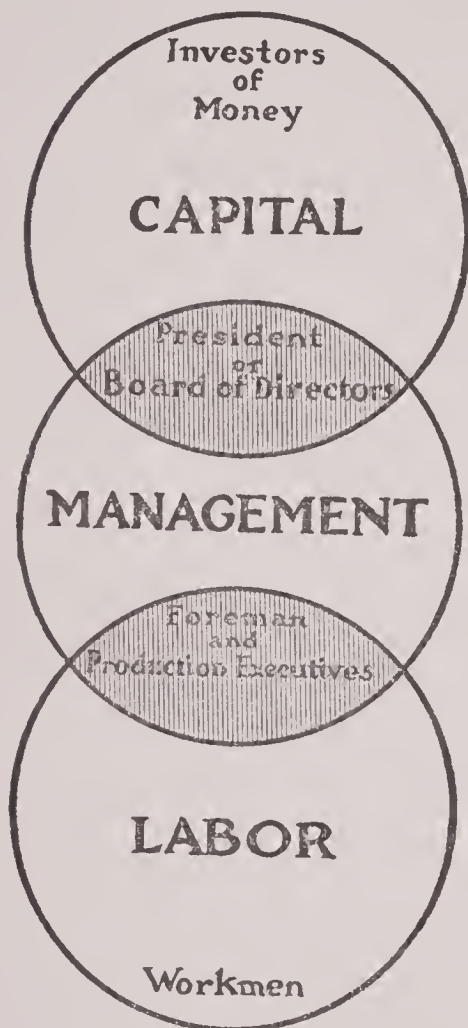 Investors
of
Money
CAPITAL
President
or
Board of Directors
MANAGEMENT
Foreman
and
Production Executives
LABOR
Workmen